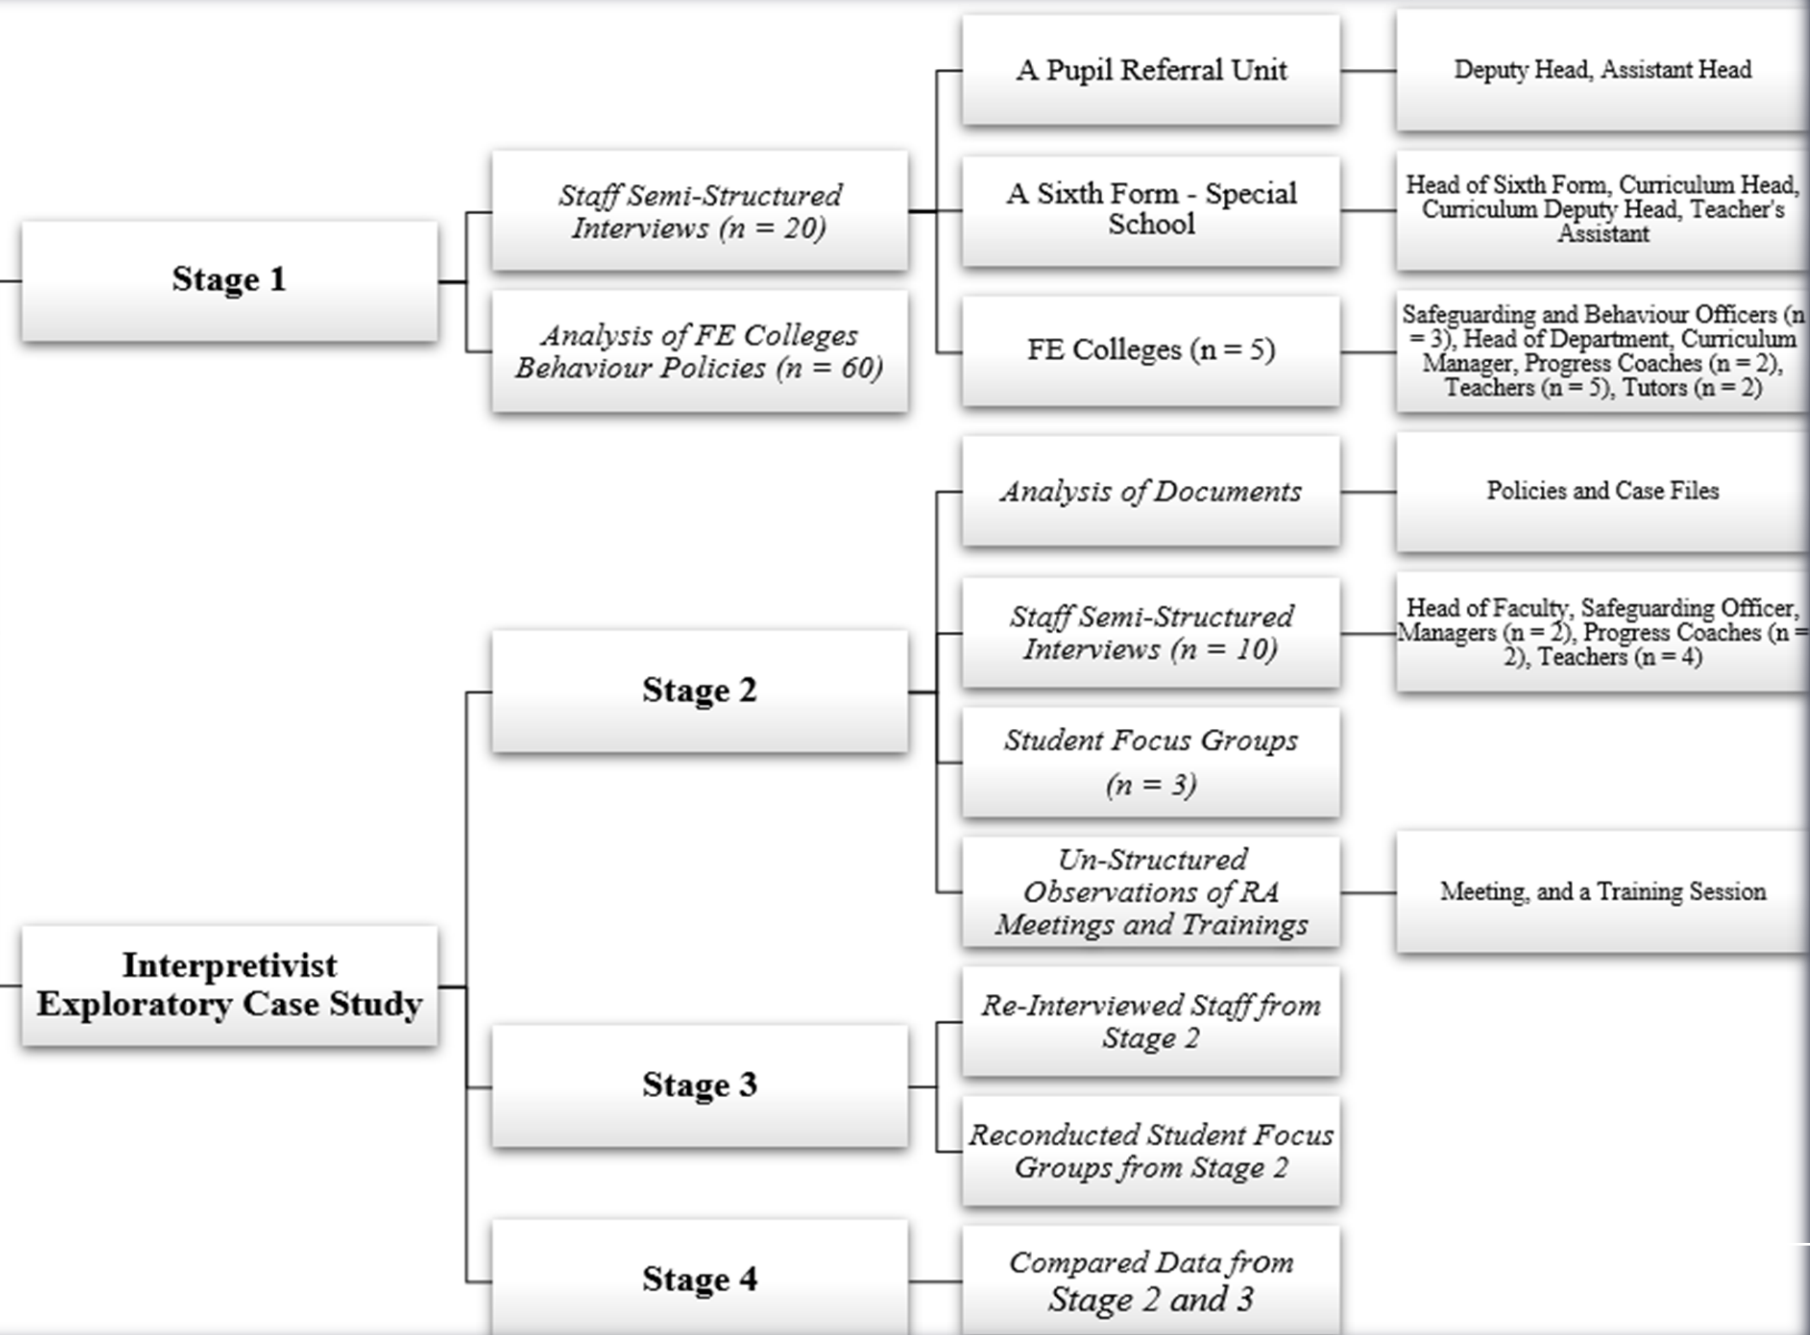 Stage 1
Staff Semi-Structured
Interviews (n = 20)
Analysis of FE Colleges
Behaviour Policies (n = 60)
A Pupil Referral Unit
Deputy Head, Assistant Head
A Sixth Form - Special
School
Head of Sixth Form, Curriculum Head,
Curriculum Deputy Head, Teacher's
Assistant
FE Colleges (n = 5)
Safeguarding and Behaviour Officers (n
= 3), Head of Department, Curriculum
Manager, Progress Coaches (n = 2),
Teachers (n = 5), Tutors (n = 2)
Interpretivist
Exploratory Case Study
Stage 2
Analysis of Documents
Policies and Case Files
Staff Semi-Structured
Interviews (n = 10)
Head of Faculty, Safeguarding Officer,
Managers (n = 2), Progress Coaches (n =
2), Teachers (n = 4)
Student Focus Groups
(n = 3)
Un-Structured
Observations of RA
Meetings and Trainings
Meeting, and a Training Session
Stage 3
Re-Interviewed Staff from
Stage 2
Reconducted Student Focus
Groups from Stage 2
Stage 4
Compared Data from
Stage 2 and 3